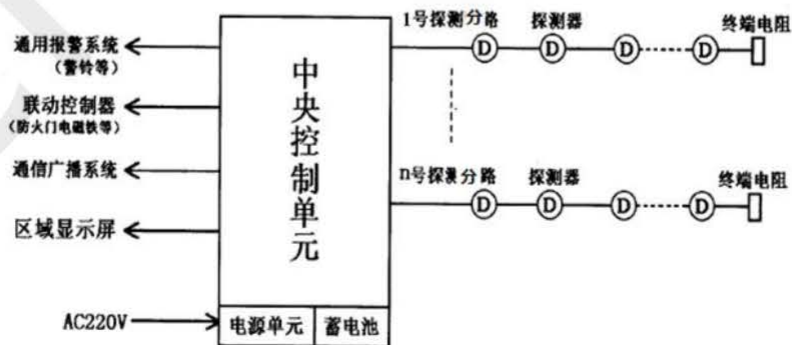 1号探测分路 探测器 终端电阻
D D D D
通用报警系统
(警铃等)
联动控制器
(防火门电磁铁等)
通信广播系统
区域显示屏
AC220V
中央控制单元
电源单元 蓄电池
n号探测分路 探测器 终端电阻
D D D D